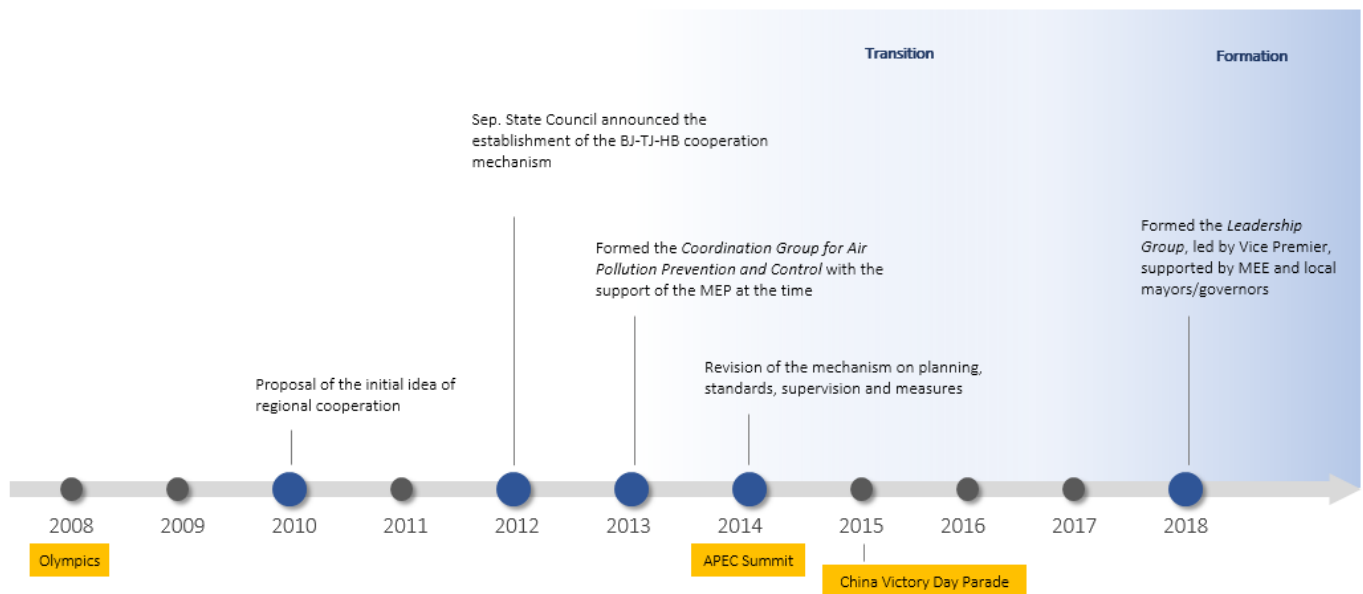 Transition
Formation
Sep. State Council announced the
establishment of the BJ-TJ-HB cooperation
mechanism
Formed the Coordination Group for Air
Pollution Prevention and Control with the
support of the MEP at the time
Formed the Leadership
Group, led by Vice Premier,
supported by MEE and local
mayors/governors
Proposal of the initial idea of
regional cooperation
Revision of the mechanism on planning,
standards, supervision and measures
2008
2009
2010
2011
2012
2013
2014
2015
2016
2017
2018
Olympics
APEC Summit
China Victory Day Parade